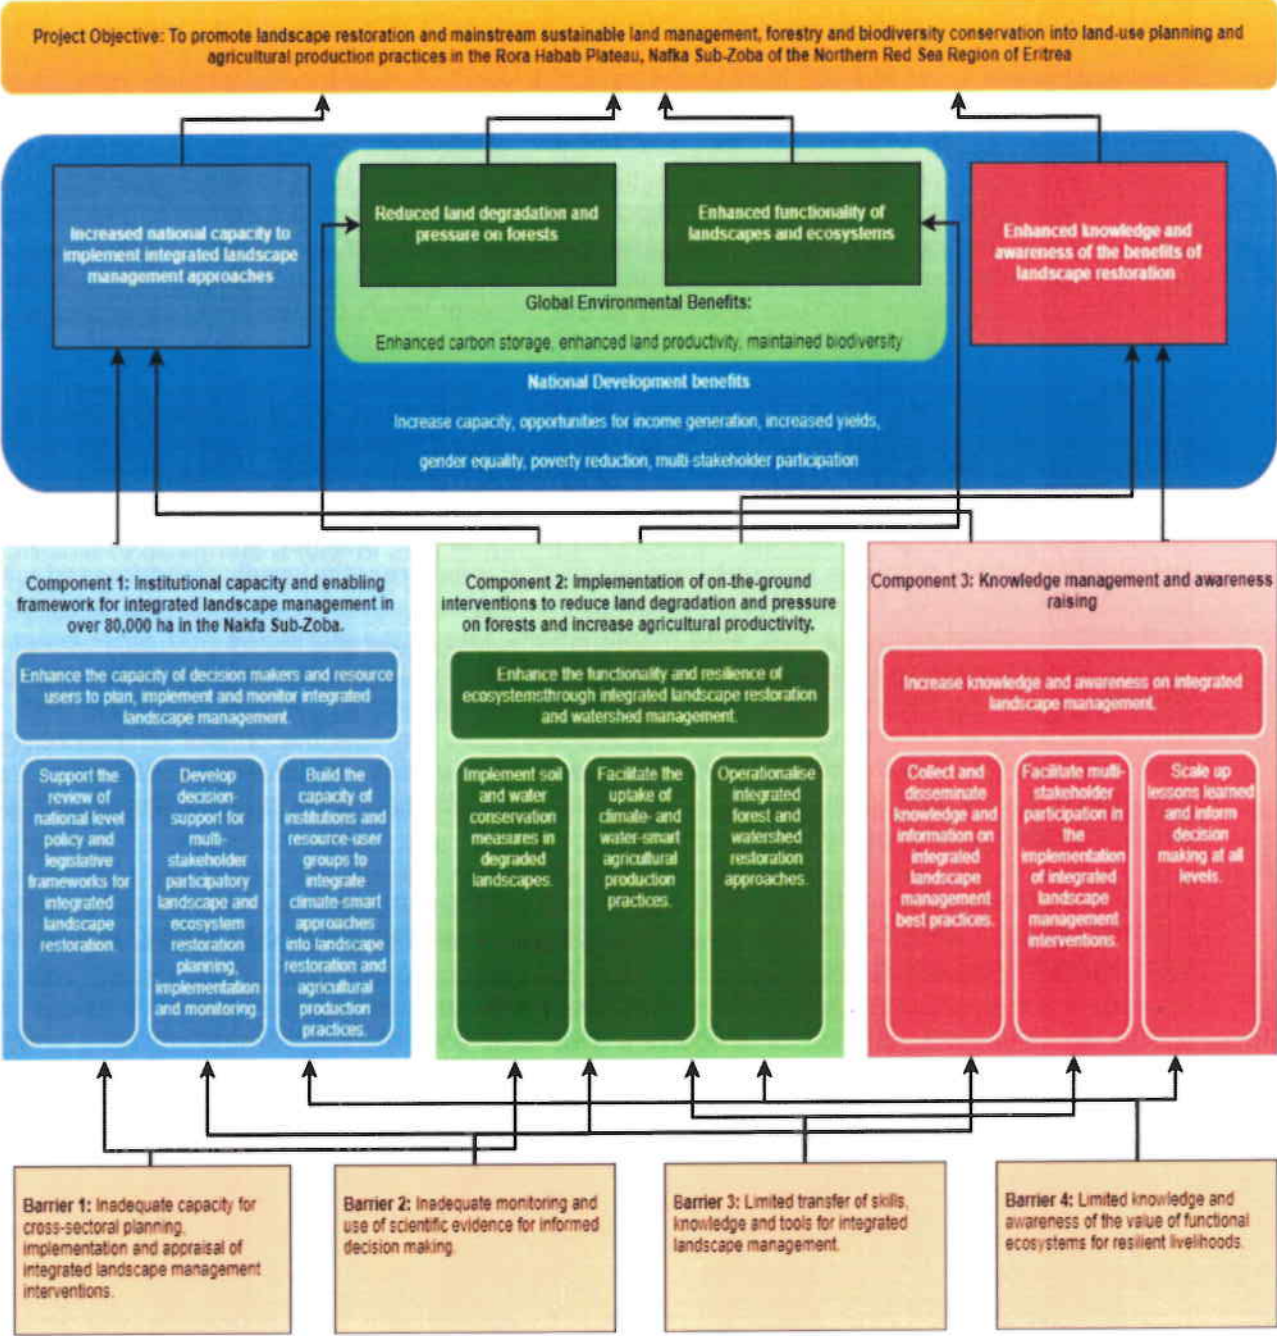 Project Objective: To promote landscape restoration and mainstream sustainable land management, forestry and biodiversity conservation into land-use planning and
agricultural production practices in the Rora Habab Plateau, Nafka Sub-Zoba of the Northern Red Sea Region of Eritrea
Increased national capacity to
implement integrated landscape
management approaches
Reduced land degradation and
pressure on forests
Enhanced functionality of
landscapes and ecosystems
Enhanced knowledge and
awareness of the benefits of
landscape restoration
Global Environmental Benefits:
Enhanced carbon storage, enhanced land productivity, maintained biodiversity
National Development benefits
Increase capacity, opportunities for income generation, increased yields,
gender equality, poverty reduction, multi-stakeholder participation
Component 1: Institutional capacity and enabling
framework for integrated landscape management in
over 80,000 ha in the Nakfa Sub-Zoba.
Enhance the capacity of decision makers and resource
users to plan, implement and monitor integrated
landscape management.
Support the
review of
national level
policy and
legislative
frameworks for
integrated
landscape
restoration.
Develop
decision-
support for
multi-
stakeholder
participatory
landscape and
ecosystem
restoration
planning,
implementation
and monitoring.
Build the
capacity of
institutions and
resource-user
groups to
integrate
climate-smart
approaches
into landscape
restoration and
agricultural
production
practices.
Component 2: Implementation of on-the-ground
interventions to reduce land degradation and pressure
on forests and increase agricultural productivity.
Enhance the functionality and resilience of
ecosystemsthrough integrated landscape restoration
and watershed management.
Implement soil
and water
conservation
measures in
degraded
landscapes.
Facilitate the
uptake of
climate- and
water-smart
agricultural
production
practices.
Operationalise
integrated
forest and
watershed
restoration
approaches.
Component 3: Knowledge management and awareness
raising
Increase knowledge and awareness on integrated
landscape management.
Collect and
disseminate
knowledge and
information on
integrated
landscape
management
best practices.
Facilitate multi-
stakeholder
participation in
the
implementation
of integrated
landscape
management
interventions.
Scale up
lessons learned
and inform
decision
making at all
levels.
Barrier 1: Inadequate capacity for
cross-sectoral planning,
implementation and appraisal of
integrated landscape management
interventions.
Barrier 2: Inadequate monitoring and
use of scientific evidence for informed
decision making.
Barrier 3: Limited transfer of skills,
knowledge and tools for integrated
landscape management.
Barrier 4: Limited knowledge and
awareness of the value of functional
ecosystems for resilient livelihoods.